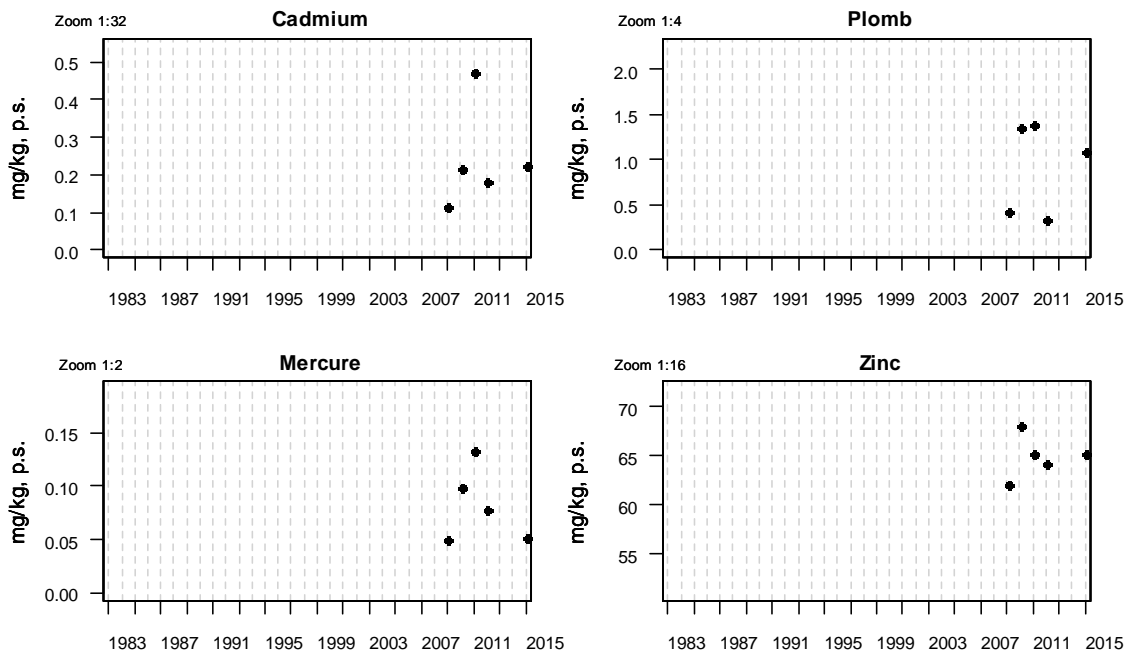 Zoom 1:32
Cadmium
mg/kg, p.s.
0.5
0.4
0.3
0.2
0.1
0.0
1983 1987 1991 1995 1999 2003 2007 2011 2015
Zoom 1:4
Plomb
mg/kg, p.s.
2.0
1.5
1.0
0.5
0.0
1983 1987 1991 1995 1999 2003 2007 2011 2015
Zoom 1:2
Mercure
mg/kg, p.s.
0.15
0.10
0.05
0.00
1983 1987 1991 1995 1999 2003 2007 2011 2015
Zoom 1:16
Zinc
mg/kg, p.s.
70
65
60
55
1983 1987 1991 1995 1999 2003 2007 2011 2015